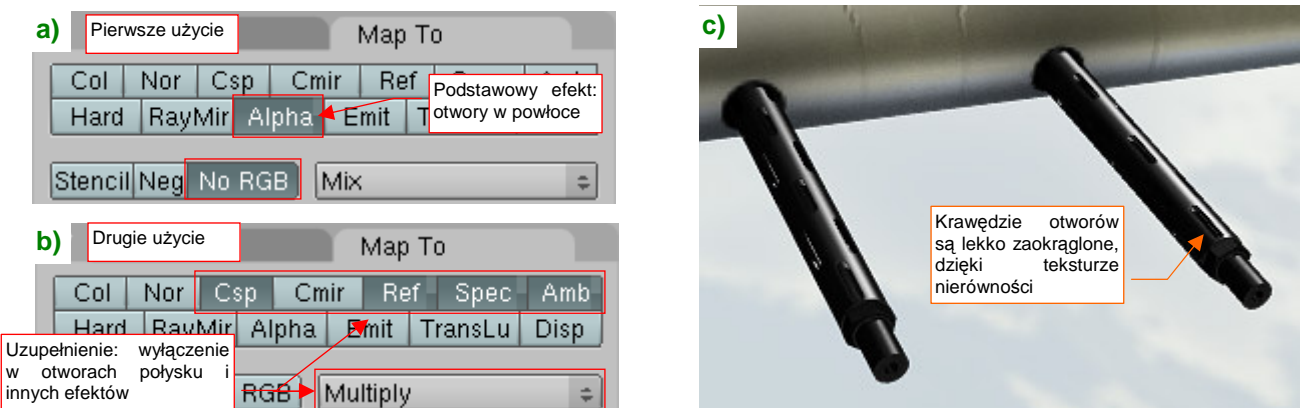 a)
Pierwsze użycie
Map To
Col Nor Csp Cmir Ref
Podstawowy efekt:
otwory w powłoce
Hard RayMir Alpha Emit
Stencil Neg No RGB Mix
b)
Drugie użycie
Map To
Col Nor Csp Cmir Ref Spec Amb
Hard RayMir Alpha Emit TransLu Disp
Uzupełnienie: wyłączenie
w otworach połysku i
innych efektów
RGB Multiply
c)
Krawędzie otworów
są lekko zaokrąglone,
dzięki teksturze
nierówności